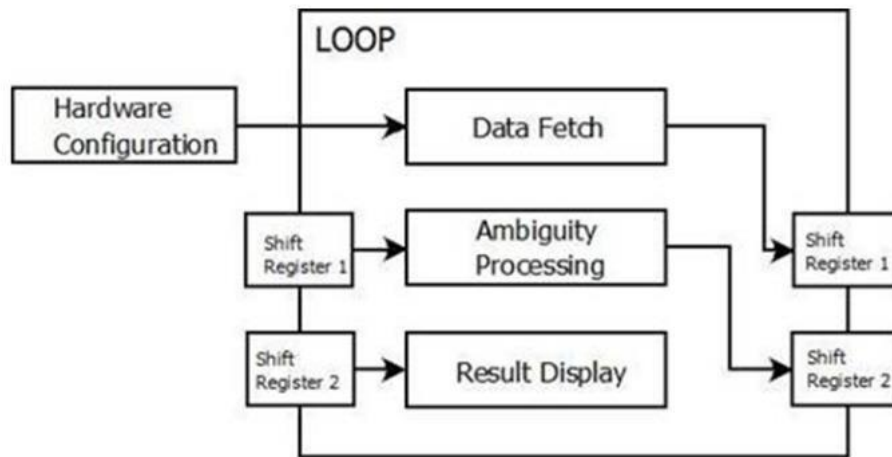 LOOP
Hardware
Configuration
Data Fetch
Shift
Register 1
Ambiguity
Processing
Shift
Register 1
Shift
Register 2
Result Display
Shift
Register 2